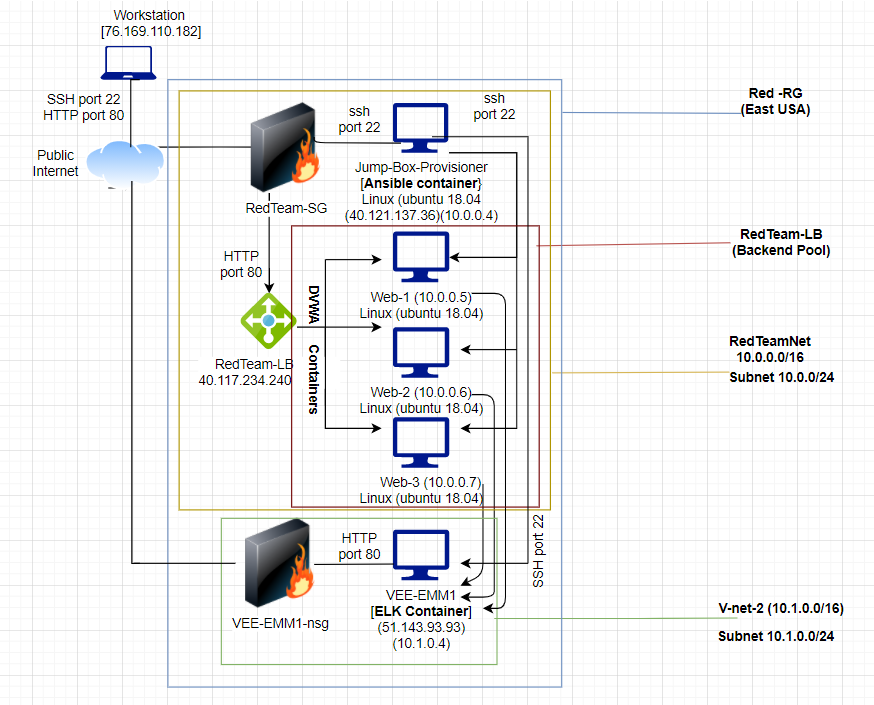 Workstation
[76.169.110.182]
SSH port 22
HTTP port 80
Public
Internet
ssh
port 22
ssh
port 22
Red -RG
(East USA)
Jump-Box-Provisioner
[Ansible container}
Linux (ubuntu 18.04
(40.121.137.36)(10.0.0.4)
RedTeam-SG
HTTP
port 80
RedTeam-LB
(Backend Pool)
DVWA Containers
Web-1 (10.0.0.5)
Linux (ubuntu 18.04)
RedTeam-LB
40.117.234.240
RedTeamNet
10.0.0.0/16
Subnet 10.0.0/24
Web-2 (10.0.0.6)
Linux (ubuntu 18.04)
Web-3 (10.0.0.7)
Linux (ubuntu 18.04)
SSH port 22
HTTP
port 80
VEE-EMM1-nsg
VEE-EMM1
[ELK Container]
(51.143.93.93)
(10.1.0.4)
V-net-2 (10.1.0.0/16)
Subnet 10.1.0.0/24